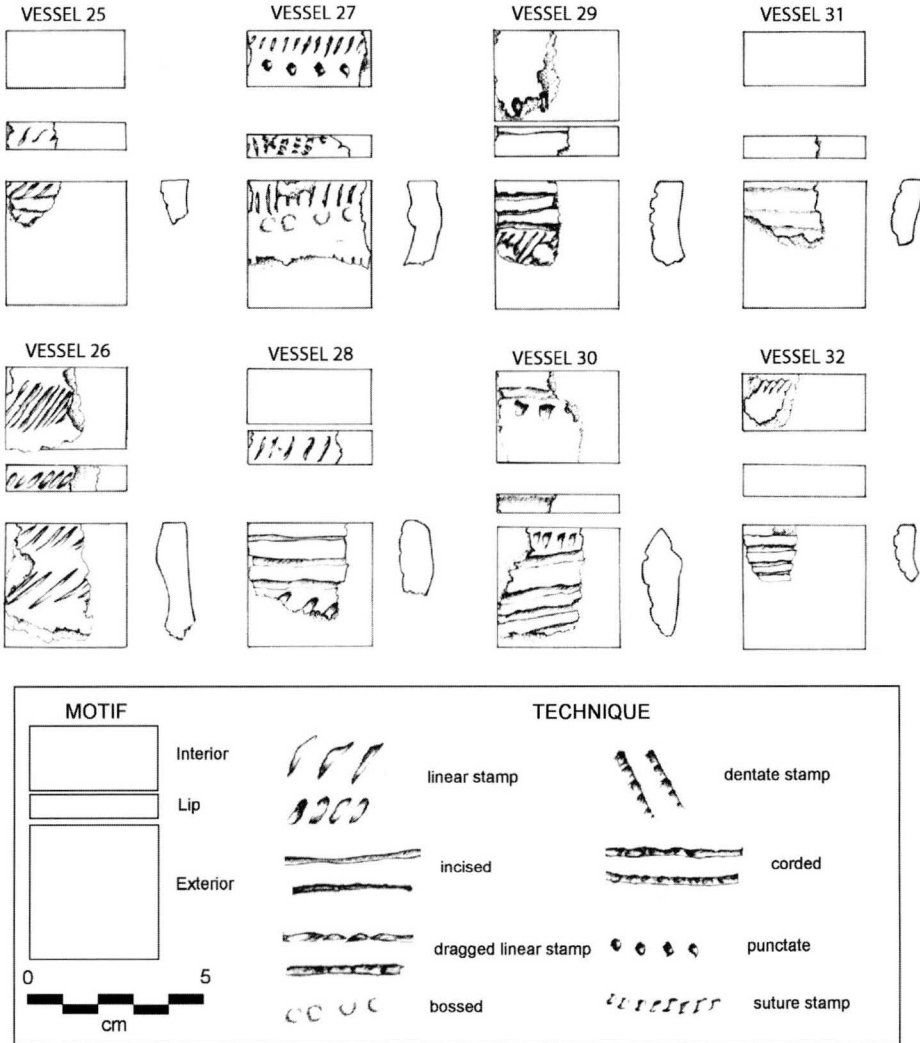 VESSEL 25 VESSEL 27 VESSEL 29 VESSEL 31
VESSEL 26 VESSEL 28 VESSEL 30 VESSEL 32
MOTIF
Interior
Lip
Exterior
0 5
cm
TECHNIQUE
linear stamp
dentate stamp
incised
corded
dragged linear stamp
punctate
bossed
suture stamp